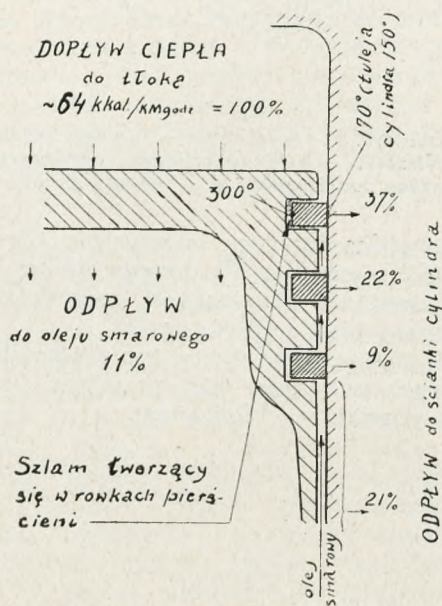 DOPŁYW CIEPŁA
do tłoka
~64 kkal/KMgodz = 100%
170° (tuleja
cylindra 150°)
300°
37%
22%
ODPŁYW
do oleju smarowego
11%
9%
Szlam tworzący
się w rowkach pierś-
cieni
21%
ODPŁYW do ścianki cylindra
olej
smarowy